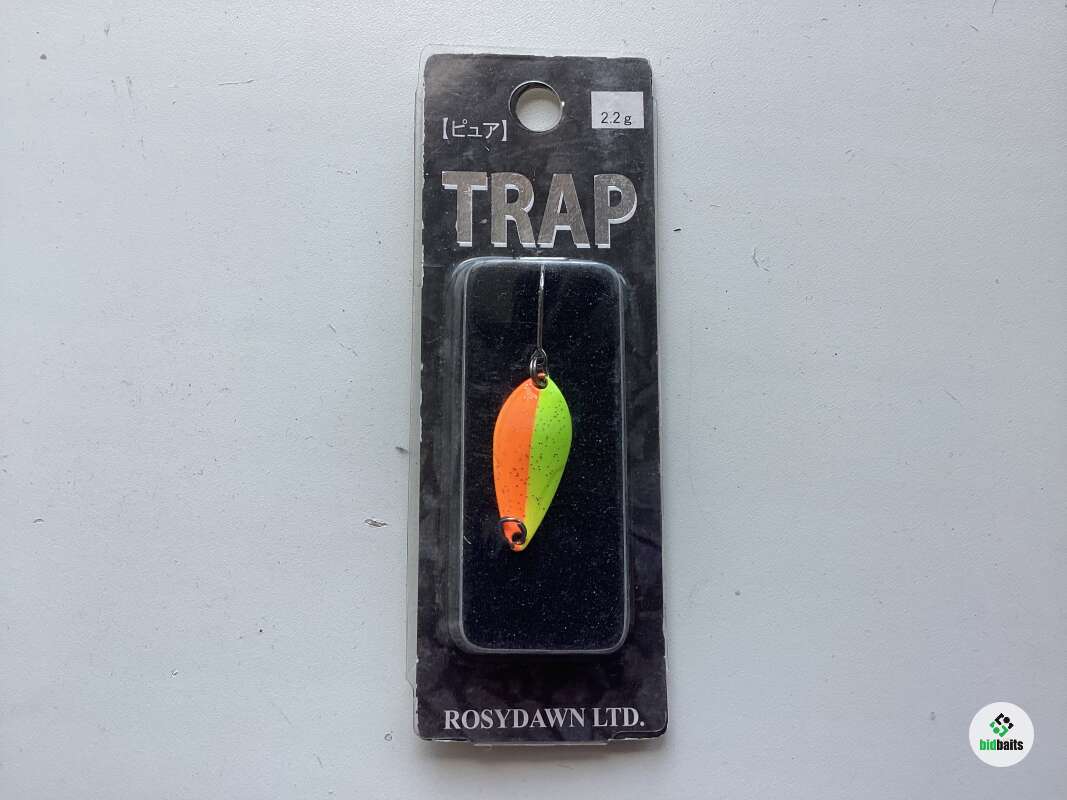 2.2g
【ピュア】
TRAP
ROSYDAWN LTD.
bidbaits